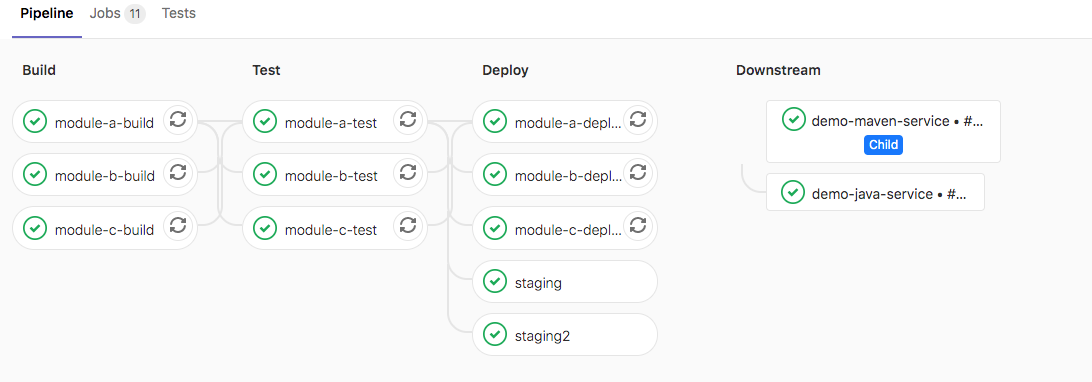 Pipeline Jobs 11 Tests
Build Test Deploy Downstream
module-a-build module-a-test module-a-depl... demo-maven-service • #...
Child
module-b-build module-b-test module-b-depl... demo-java-service • #...
module-c-build module-c-test module-c-depl...
staging
staging2